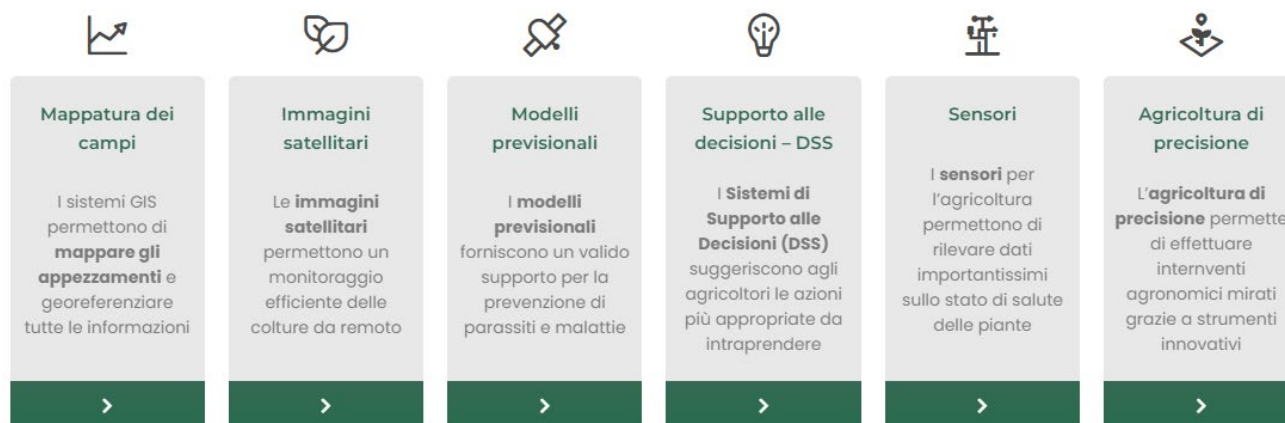 Mappatura dei
campi
I sistemi GIS
permettono di
mappare gli
appezzamenti e
georeferenziare
tutte le informazioni
Immagini
satellitari
Le immagini
satellitari
permettono un
monitoraggio
efficiente delle
colture da remoto
Modelli
previsionali
I modelli
previsionali
forniscono un valido
supporto per la
prevenzione di
parassiti e malattie
Supporto alle
decisioni – DSS
I Sistemi di
Supporto alle
Decisioni (DSS)
suggeriscono agli
agricoltori le azioni
più appropriate da
intraprendere
Sensori
I sensori per
l'agricoltura
permettono di
rilevare dati
importantissimi
sullo stato di salute
delle piante
Agricoltura di
precisione
L'agricoltura di
precisione permette
di effettuare
internventi
agronomici mirati
grazie a strumenti
innovativi